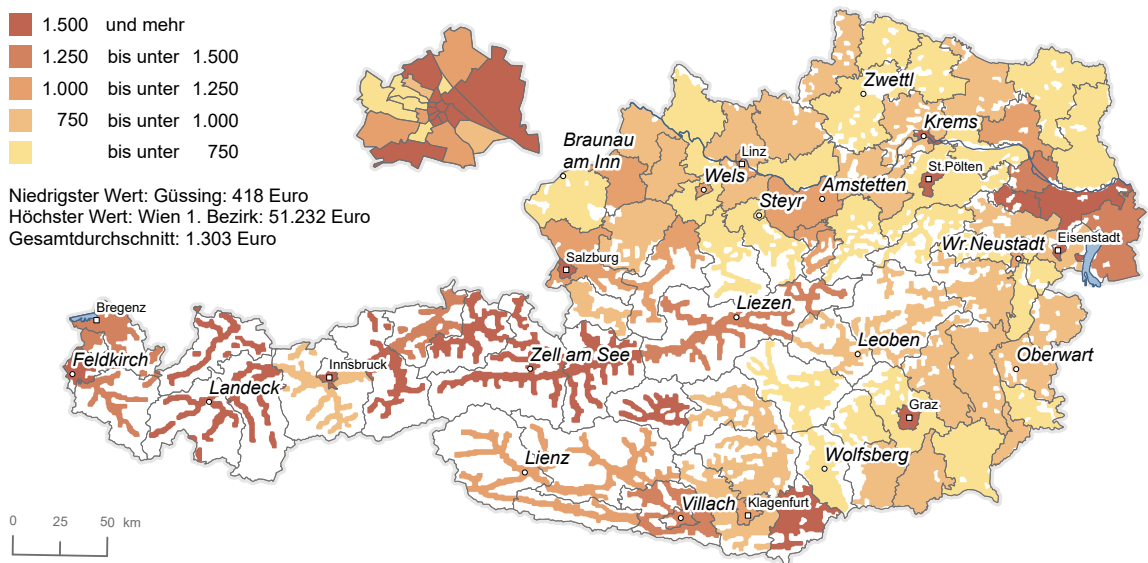 1.500 und mehr
1.250 bis unter 1.500
1.000 bis unter 1.250
750 bis unter 1.000
bis unter 750
Niedrigster Wert: Güssing: 418 Euro
Höchster Wert: Wien 1. Bezirk: 51.232 Euro
Gesamtdurchschnitt: 1.303 Euro
Zwettl
Krems
Braunau
am Inn
Linz
St.Pölten
Wels
Amstetten
Steyr
Wr.Neustadt
Eisenstadt
Salzburg
Bregenz
Liezen
Leoben
Oberwart
Feldkirch
Zell am See
Innsbruck
Landeck
Graz
Wolfsberg
Lienz
Villach
Klagenfurt
0 25 50 km